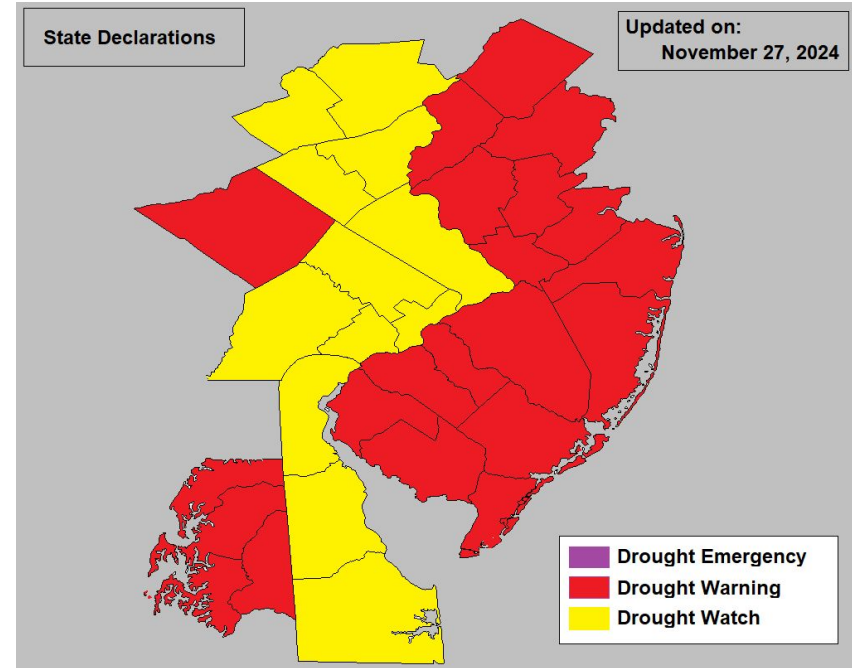 State Declarations
Updated on:
November 27, 2024
Drought Emergency
Drought Warning
Drought Watch